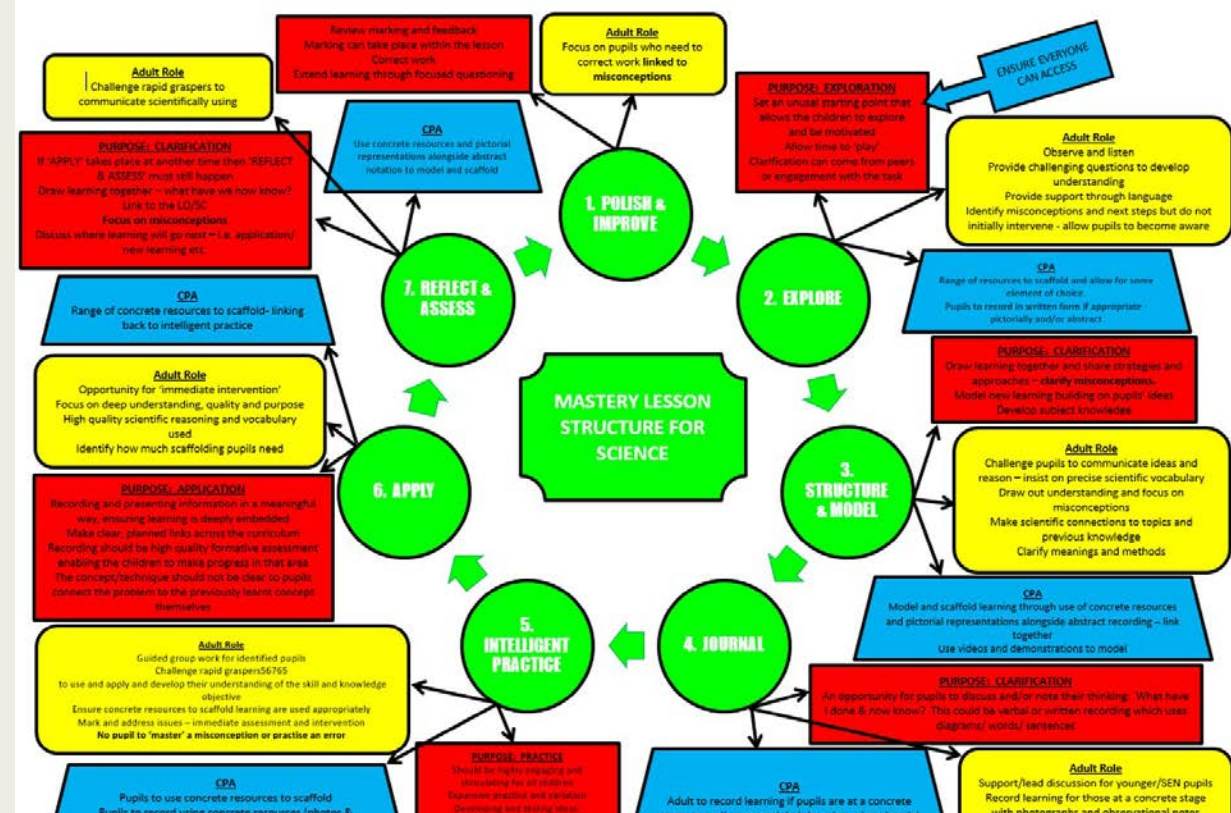 Review marking and feedback
Marking can take place within the lesson
Correct work
Extend learning through focused questioning
Adult Role
Focus on pupils who need to
correct work linked to
misconceptions
ENSURE EVERYONE
CAN ACCESS
Adult Role
Challenge rapid graspers to
communicate scientifically using
CPA
Use concrete resources and pictorial
representations alongside abstract
notation to model and scaffold
PURPOSE: EXPLORATION
Set an unusual starting point that
allows the children to explore
and be motivated
Allow time to 'play'
Clarification can come from peers
or engagement with the task
Adult Role
Observe and listen
Provide challenging questions to develop
understanding
Provide support through language
Identify misconceptions and next steps but do not
initially intervene - allow pupils to become aware
PURPOSE: CLARIFICATION
If 'APPLY' takes place at another time then 'REFLECT
& ASSESS' must still happen
Draw learning together – what have we now know?
Link to the LO/SC
Focus on misconceptions
Discuss where learning will go next – i.e. application/
new learning etc
1. POLISH &
IMPROVE
7. REFLECT &
ASSESS
2. EXPLORE
CPA
Range of resources to scaffold and allow for some
element of choice.
Pupils to record in written form if appropriate
pictorially and/or abstract
CPA
Range of concrete resources to scaffold- linking
back to intelligent practice
PURPOSE: CLARIFICATION
Draw learning together and share strategies and
approaches – clarify misconceptions.
Model new learning building on pupils' ideas
Develop subject knowledge
Adult Role
Opportunity for 'immediate intervention'
Focus on deep understanding, quality and purpose
High quality scientific reasoning and vocabulary
used
Identify how much scaffolding pupils need
MASTERY LESSON
STRUCTURE FOR
SCIENCE
Adult Role
Challenge pupils to communicate ideas and
reason – insist on precise scientific vocabulary
Draw out understanding and focus on
misconceptions
Make scientific connections to topics and
previous knowledge
Clarify meanings and methods
6. APPLY
3.
STRUCTURE
& MODEL
PURPOSE: APPLICATION
Recording and presenting information in a meaningful
way, ensuring learning is deeply embedded
Make clear, planned links across the curriculum
Recording should be high quality formative assessment
enabling the children to make progress in that area
The concept/technique should not be clear so pupils
connect the problem to the previously learnt concept
themselves
CPA
Model and scaffold learning through use of concrete resources
and pictorial representations alongside abstract recording – link
together
Use videos and demonstrations to model
5.
INTELLIGENT
PRACTICE
4. JOURNAL
Adult Role
Guided group work for identified pupils
Challenge rapid graspers56765
to use and apply and develop their understanding of the skill and knowledge
objective
Ensure concrete resources to scaffold learning are used appropriately
Mark and address issues – immediate assessment and intervention
No pupil to 'master' a misconception or practise an error
PURPOSE: CLARIFICATION
An opportunity for pupils to discuss and/or note their thinking: What have
I done & now know? This could be verbal or written recording which uses
diagrams/ words/ sentences
PURPOSE: PRACTICE
Should be highly engaging and
stimulating for all children
Expansive practice and variation
Developing and testing ideas,
CPA
Pupils to use concrete resources to scaffold
CPA
Adult to record learning if pupils are at a concrete
Adult Role
Support/lead discussion for younger/SEN pupils
Record learning for those at a concrete stage
with photographs and observational notes